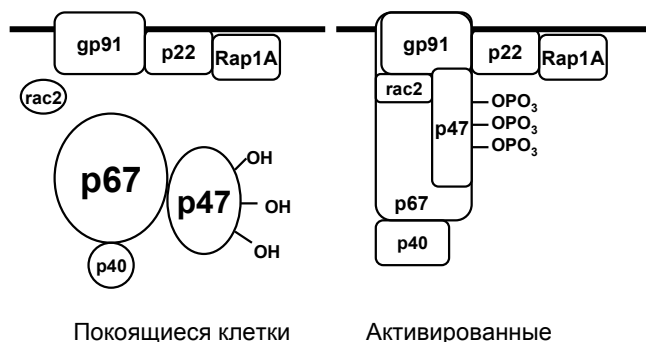 gp91
p22
Rap1A
rac2
p67
p47
p40
OH
OH
OH
Покоящиеся клетки
gp91
p22
Rap1A
rac2
p47
OPO3
OPO3
OPO3
p67
p40
Активированные